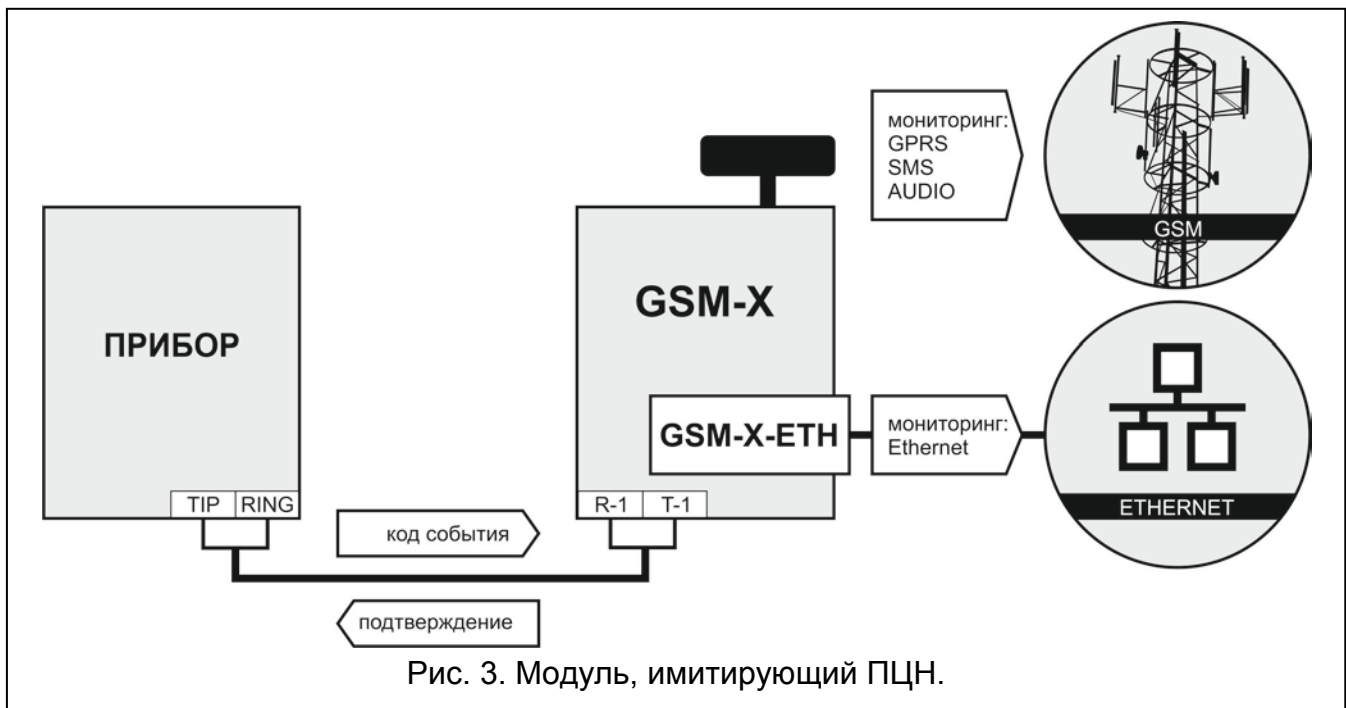 мониторинг:
GPRS
SMS
AUDIO
GSM
ПРИБОР
GSM-X
GSM-X-ETH
мониторинг:
Ethernet
ETHERNET
TIP RING
R-1 T-1
код события
подтверждение
Рис. 3. Модуль, имитирующий ПЦН.